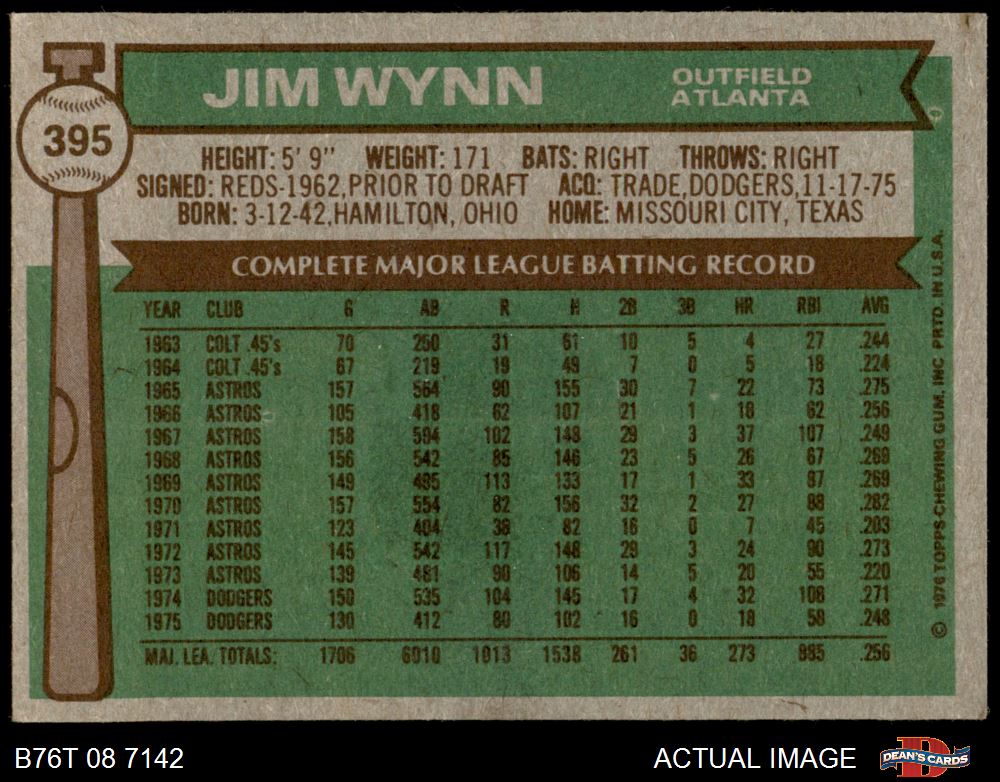 JIM WYNN
OUTFIELD
ATLANTA
395
HEIGHT: 5' 9" WEIGHT: 171 BATS: RIGHT THROWS: RIGHT
SIGNED: REDS-1962, PRIOR TO DRAFT ACQ: TRADE, DODGERS, 11-17-75
BORN: 3-12-42, HAMILTON, OHIO HOME: MISSOURI CITY, TEXAS
COMPLETE MAJOR LEAGUE BATTING RECORD
YEAR CLUB G AB R H 2B 3B HR RBI AVG
1963 COLT .45's 70 250 31 61 10 5 4 27 .244
1964 COLT .45's 67 219 19 49 7 0 5 18 .224
1965 ASTROS 157 564 90 155 30 7 22 73 .275
1966 ASTROS 105 418 62 107 21 1 18 62 .256
1967 ASTROS 158 594 102 148 29 3 37 107 .249
1968 ASTROS 156 542 85 146 23 5 26 67 .269
1969 ASTROS 149 495 113 133 17 1 33 87 .269
1970 ASTROS 157 554 82 156 32 2 27 88 .282
1971 ASTROS 123 404 38 82 16 0 7 45 .203
1972 ASTROS 145 542 117 148 29 3 24 90 .273
1973 ASTROS 139 481 90 106 14 5 20 55 .220
1974 DODGERS 150 535 104 145 17 4 32 108 .271
1975 DODGERS 130 412 80 102 16 0 18 58 .248
MAJ. LEA. TOTALS: 1706 6010 1013 1538 261 36 273 885 .256
© 1976 TOPPS CHEWING GUM, INC. PRTD. IN U.S.A.
B76T 08 7142
ACTUAL IMAGE
DEAN'S CARDS